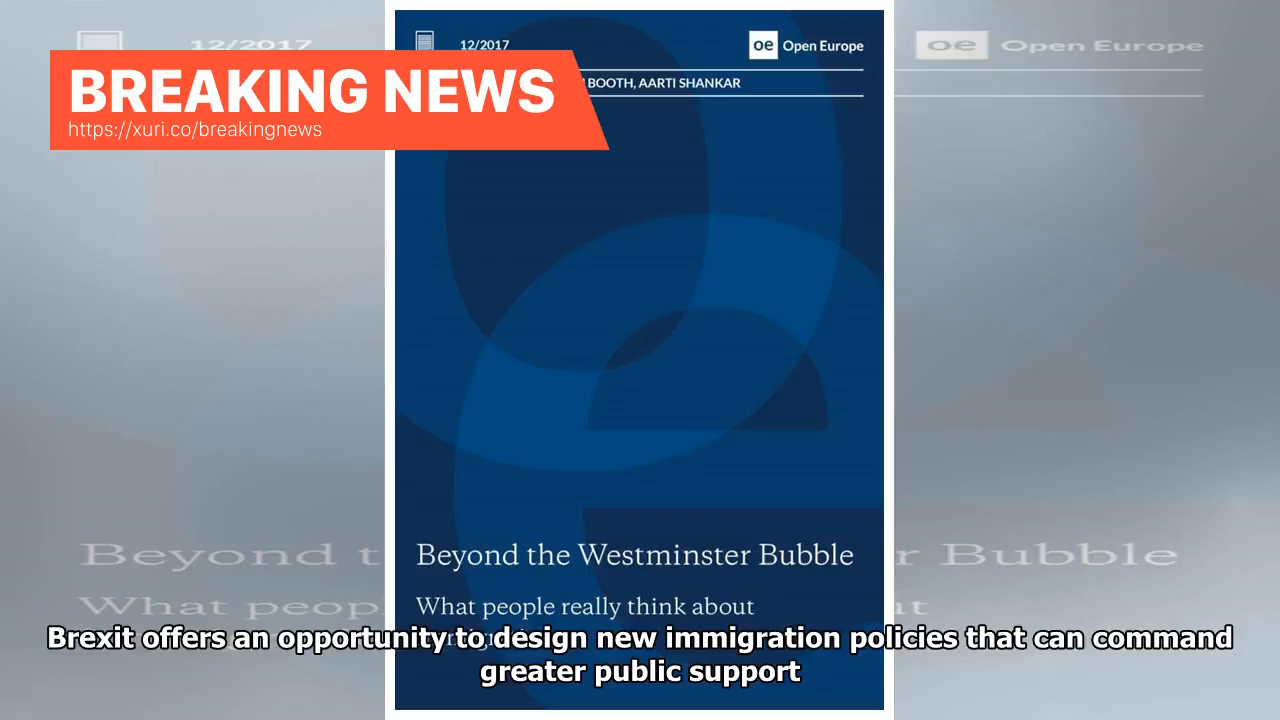 12/2017
oe Open Europe
BREAKING NEWS
https://xuri.co/breakingnews
BOOTH, AARTI SHANKAR
Beyond the Westminster Bubble
What people really think about
Brexit offers an opportunity to design new immigration policies that can command
greater public support